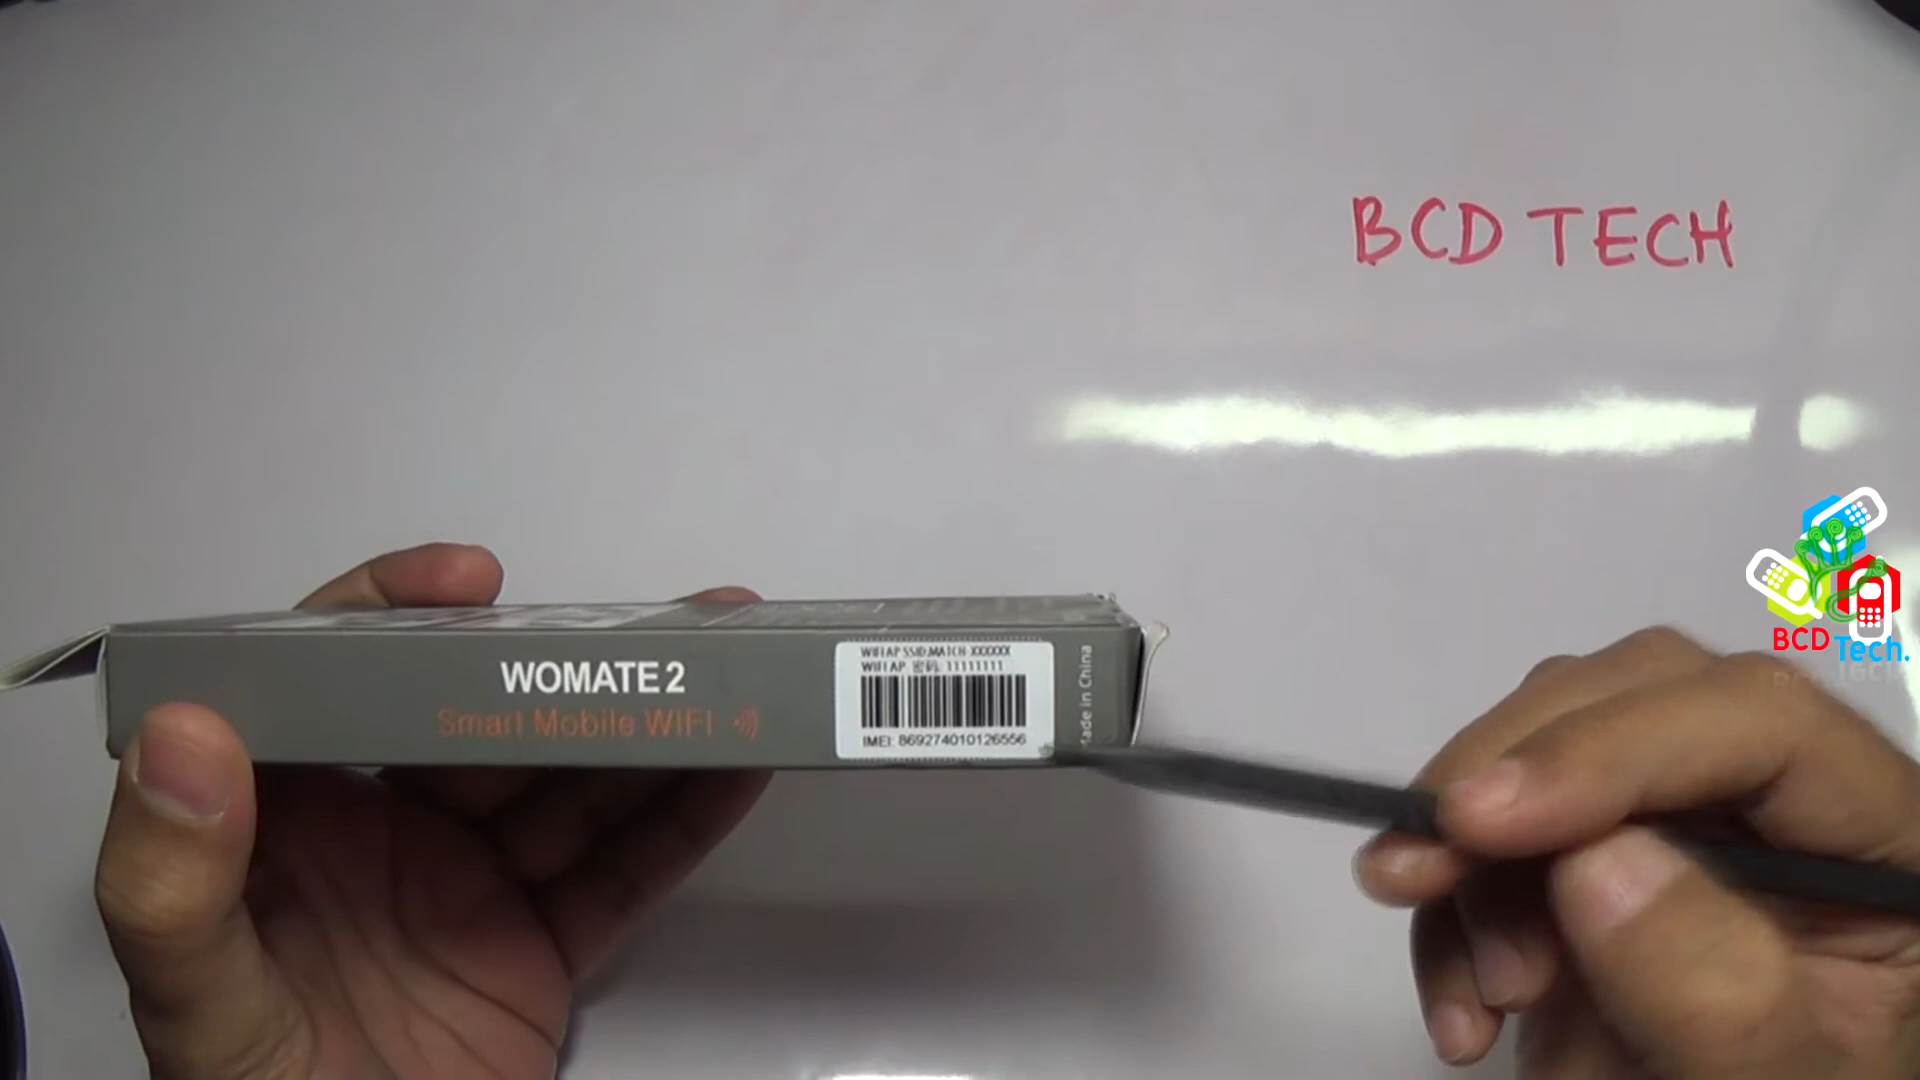 BCD TECH
WOMATE 2
Smart Mobile WIFI
WIFI AP SSID:MATCH-XXXXXX
WIFI AP 密码: 11111111
IMEI: 869274010126556
Made in China
BCD Tech.